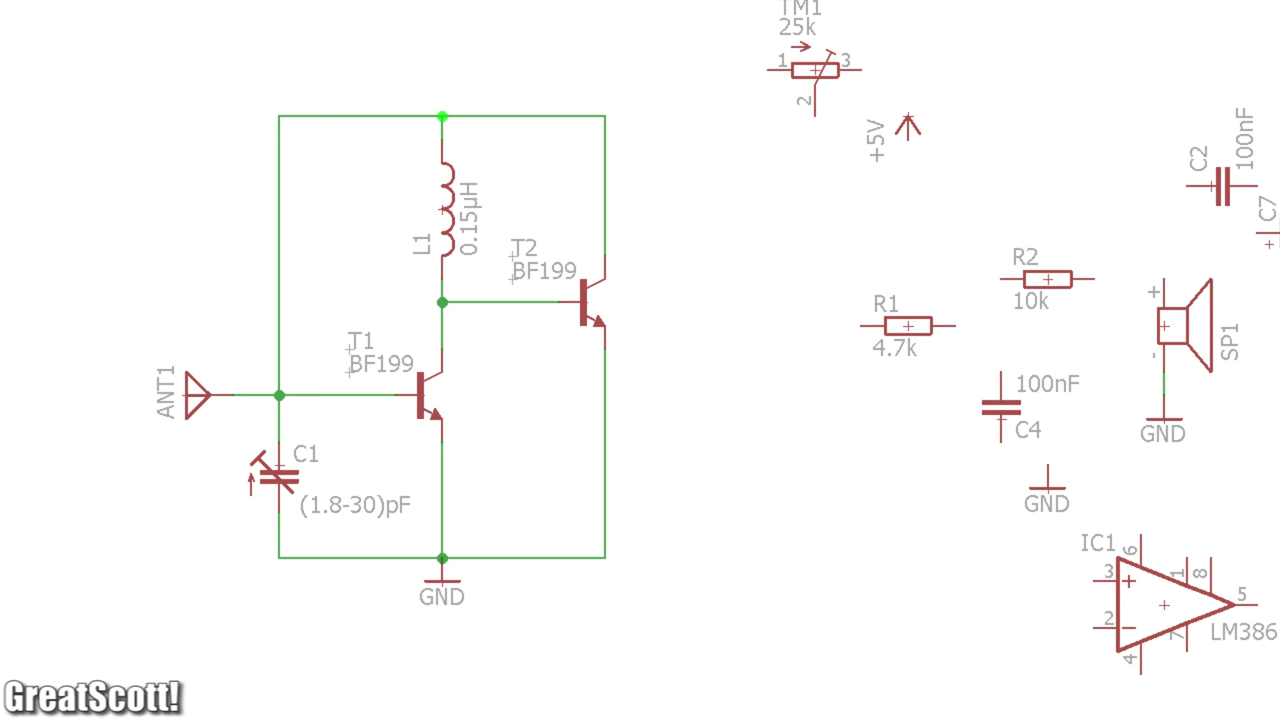 TM1
25k
1
3
2
+5V
C2
100nF
C7
+
L1
0.15µH
T2
BF199
R2
10k
R1
4.7k
+
-
SP1
GND
T1
BF199
ANT1
C1
(1.8-30)pF
100nF
C4
GND
GND
IC1
6
3
+
1
8
5
2
-
7
4
LM386
GreatScott!